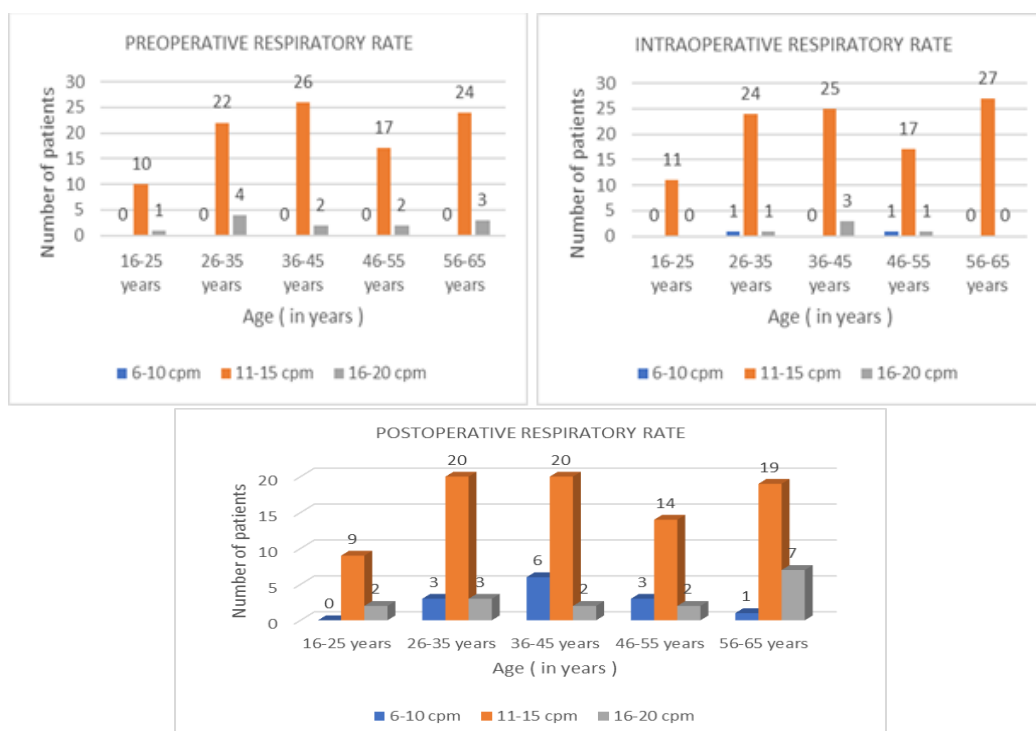 PREOPERATIVE RESPIRATORY RATE
Number of patients
30
25
20
15
10
5
0
0 10 1
0 22 4
0 26 2
0 17 2
0 24 3
16-25 years
26-35 years
36-45 years
46-55 years
56-65 years
Age ( in years )
6-10 cpm 11-15 cpm 16-20 cpm
INTRAOPERATIVE RESPIRATORY RATE
Number of patients
30
25
20
15
10
5
0
0 11 0
1 24 1
0 25 3
1 17 1
0 27 0
16-25 years
26-35 years
36-45 years
46-55 years
56-65 years
Age ( in years )
6-10 cpm 11-15 cpm 16-20 cpm
POSTOPERATIVE RESPIRATORY RATE
Number of patients
20
15
10
5
0
0 9 2
3 20 3
6 20 2
3 14 2
1 19 7
16-25 years 26-35 years 36-45 years 46-55 years 56-65 years
Age ( in years )
6-10 cpm 11-15 cpm 16-20 cpm